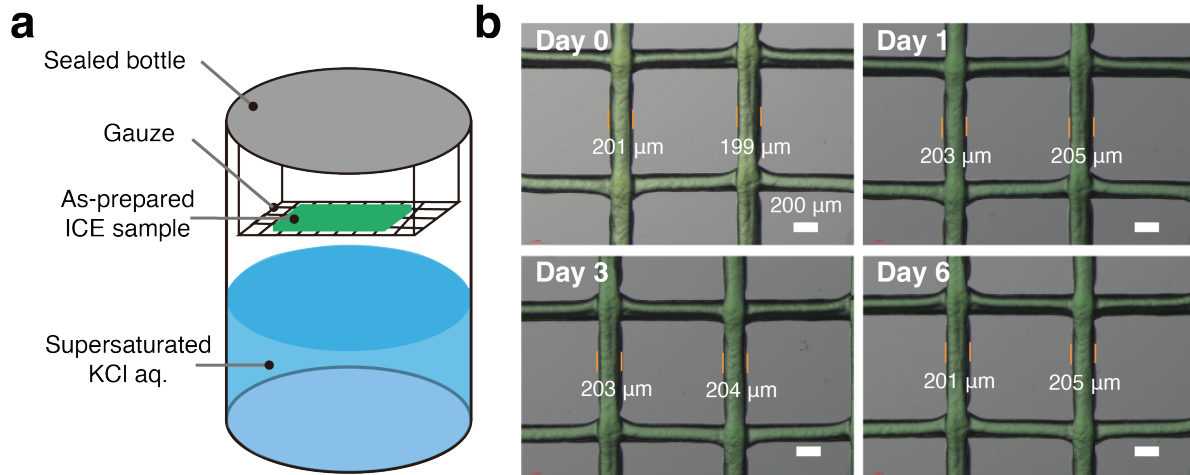 a
Sealed bottle
Gauze
As-prepared
ICE sample
Supersaturated
KCl aq.
b
Day 0
201 μm
199 μm
200 μm
Day 1
203 μm
205 μm
Day 3
203 μm
204 μm
Day 6
201 μm
205 μm